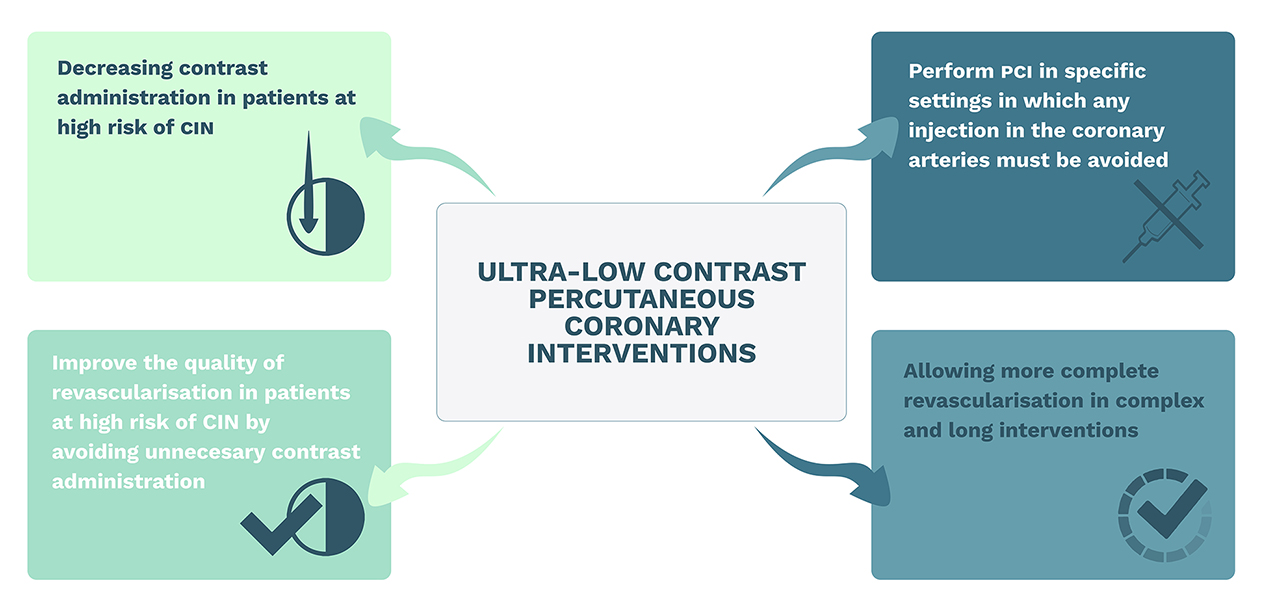 Decreasing contrast
administration in patients at
high risk of CIN
Perform PCI in specific
settings in which any
injection in the coronary
arteries must be avoided
ULTRA-LOW CONTRAST
PERCUTANEOUS
CORONARY
INTERVENTIONS
Improve the quality of
revascularisation in patients
at high risk of CIN by
avoiding unnecesary contrast
administration
Allowing more complete
revascularisation in complex
and long interventions